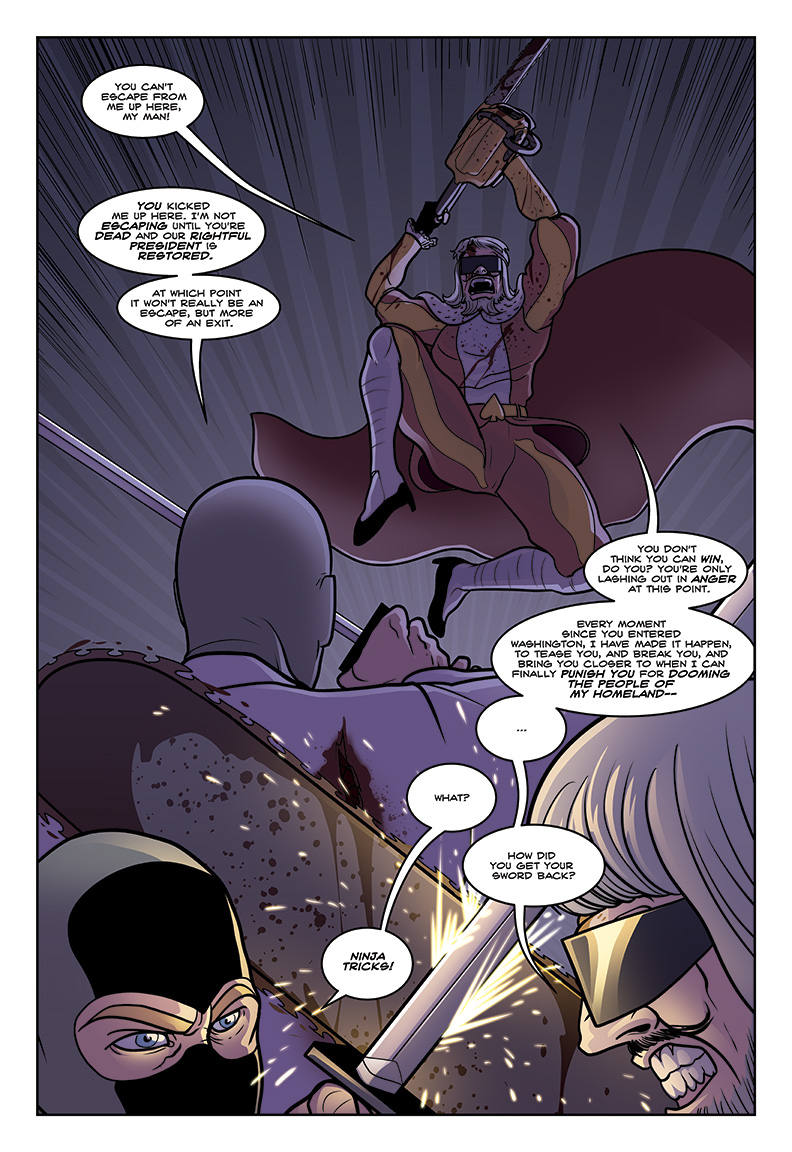 YOU CAN'T
ESCAPE FROM
ME UP HERE,
MY MAN!
YOU KICKED
ME UP HERE. I'M NOT
ESCAPING UNTIL YOU'RE
DEAD AND OUR RIGHTFUL
PRESIDENT IS
RESTORED.
AT WHICH POINT
IT WON'T REALLY BE AN
ESCAPE, BUT MORE
OF AN EXIT.
YOU DON'T
THINK YOU CAN WIN,
DO YOU? YOU'RE ONLY
LASHING OUT IN ANGER
AT THIS POINT.
EVERY MOMENT
SINCE YOU ENTERED
WASHINGTON, I HAVE MADE IT HAPPEN,
TO TEASE YOU, AND BREAK YOU, AND
BRING YOU CLOSER TO WHEN I CAN
FINALLY PUNISH YOU FOR DOOMING
THE PEOPLE OF
MY HOMELAND--
...
WHAT?
HOW DID
YOU GET YOUR
SWORD BACK?
NINJA
TRICKS!